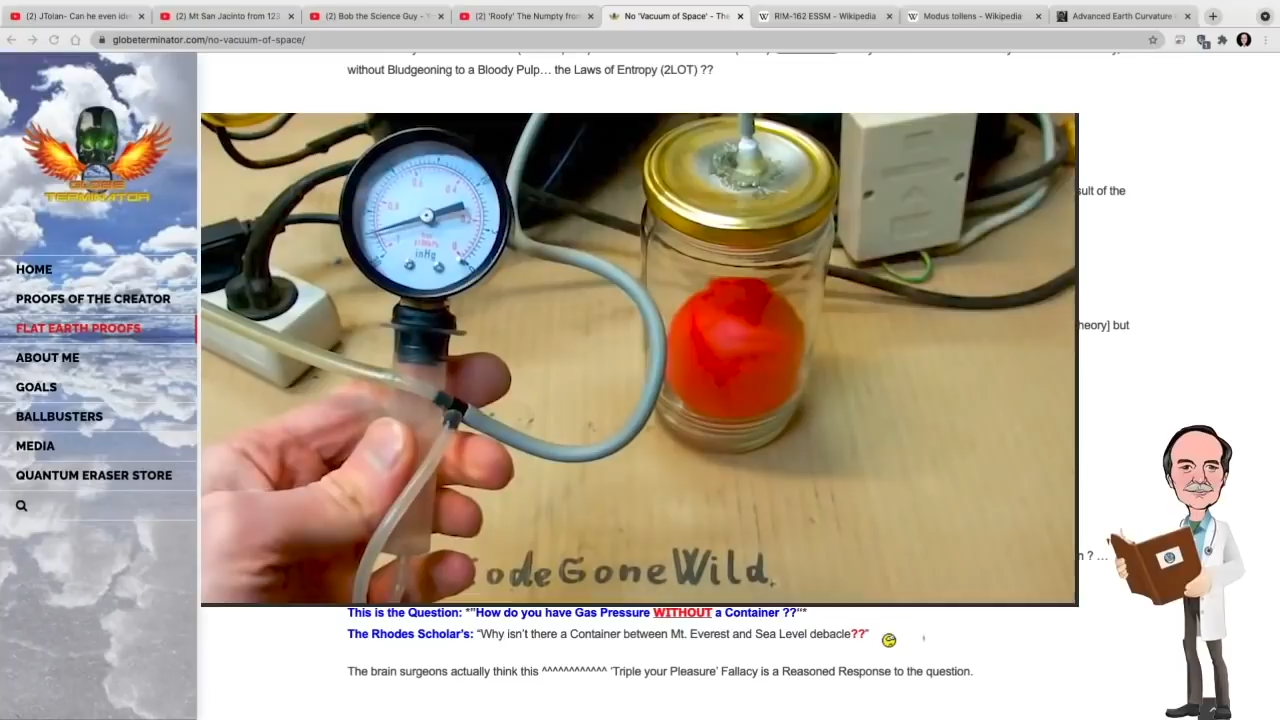 (2) JTolan- Can he even ide
(2) Mt San Jacinto from 123
(2) Bob the Science Guy - Y
(2) 'Roofy' The Numpty fron
No 'Vacuum of Space' - The
RIM-162 ESSM - Wikipedia
Modus tollens - Wikipedia
Advanced Earth Curvature
globeterminator.com/no-vacuum-of-space/
without Bludgeoning to a Bloody Pulp… the Laws of Entropy (2LOT) ??
GLOBE
TERMINATOR
HOME
PROOFS OF THE CREATOR
FLAT EARTH PROOFS
ABOUT ME
GOALS
BALLBUSTERS
MEDIA
QUANTUM ERASER STORE
inHg
sult of the
heory] but
n ? …
odeGoneWild.
This is the Question: *"How do you have Gas Pressure WITHOUT a Container ??"*
The Rhodes Scholar's: "Why isn't there a Container between Mt. Everest and Sea Level debacle??"
The brain surgeons actually think this ^^^^^^^^^^^^ 'Triple your Pleasure' Fallacy is a Reasoned Response to the question.